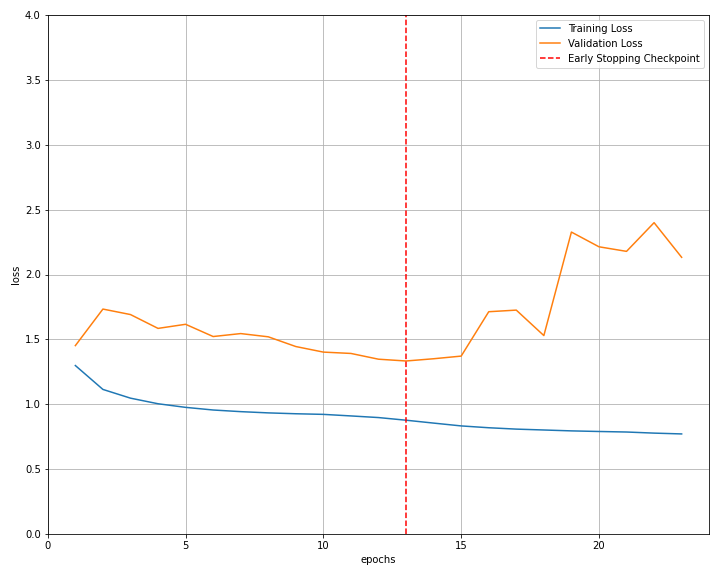 4.0
3.5
3.0
2.5
2.0
1.5
1.0
0.5
0.0
loss
0
5
10
15
20
epochs
Training Loss
Validation Loss
Early Stopping Checkpoint